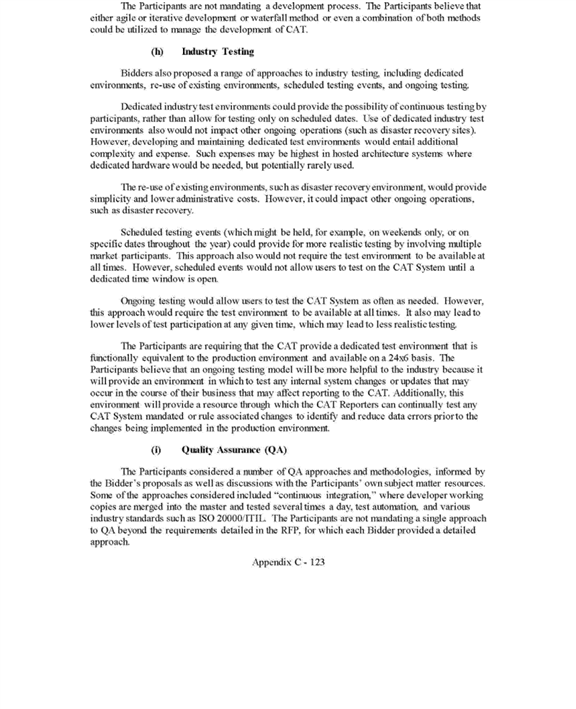 The Participants are not mandating a development process. The Participants believe that
either agile or iterative development or waterfall method or even a combination of both methods
could be utilized to manage the development of CAT.
(h) Industry Testing
Bidders also proposed a range of approaches to industry testing, including dedicated
environments, re-use of existing environments, scheduled testing events, and ongoing testing.
Dedicated industry test environments could provide the possibility of continuous testing by
participants, rather than allow for testing only on scheduled dates. Use of dedicated industry test
environments also would not impact other ongoing operations (such as disaster recovery sites).
However, developing and maintaining dedicated test environments would entail additional
complexity and expense. Such expenses may be highest in hosted architecture systems where
dedicated hardware would be needed, but potentially rarely used.
The re-use of existing environments, such as disaster recovery environment, would provide
simplicity and lower administrative costs. However, it could impact other ongoing operations,
such as disaster recovery.
Scheduled testing events (which might be held, for example, on weekends only, or on
specific dates throughout the year) could provide for more realistic testing by involving multiple
market participants. This approach also would not require the test environment to be available at
all times. However, scheduled events would not allow users to test on the CAT System until a
dedicated time window is open.
Ongoing testing would allow users to test the CAT System as often as needed. However,
this approach would require the test environment to be available at all times. It also may lead to
lower levels of test participation at any given time, which may lead to less realistic testing.
The Participants are requiring that the CAT provide a dedicated test environment that is
functionally equivalent to the production environment and available on a 24x6 basis. The
Participants believe that an ongoing testing model will be more helpful to the industry because it
will provide an environment in which to test any internal system changes or updates that may
occur in the course of their business that may affect reporting to the CAT. Additionally, this
environment will provide a resource through which the CAT Reporters can continually test any
CAT System mandated or rule associated changes to identify and reduce data errors prior to the
changes being implemented in the production environment.
(i) Quality Assurance (QA)
The Participants considered a number of QA approaches and methodologies, informed by
the Bidder's proposals as well as discussions with the Participants' own subject matter resources.
Some of the approaches considered included "continuous integration," where developer working
copies are merged into the master and tested several times a day, test automation, and various
industry standards such as ISO 20000/ITIL. The Participants are not mandating a single approach
to QA beyond the requirements detailed in the RFP, for which each Bidder provided a detailed
approach.
Appendix C - 123